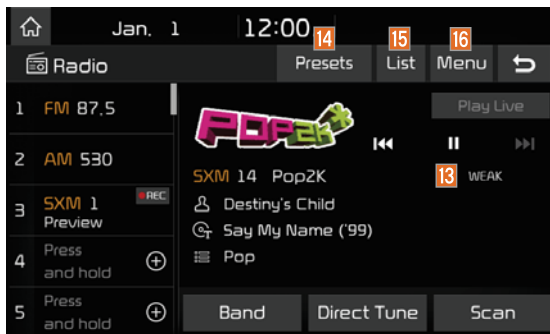 Jan. 1 12:00
14 15 16
Radio Presets List Menu
1 FM 87.5
2 AM 530
3 SXM 1 REC
Preview
4 Press
and hold
5 Press
and hold
POP2K
Play Live
SXM 14 Pop2K
13 WEAK
Destiny's Child
Say My Name ('99)
Pop
Band Direct Tune Scan